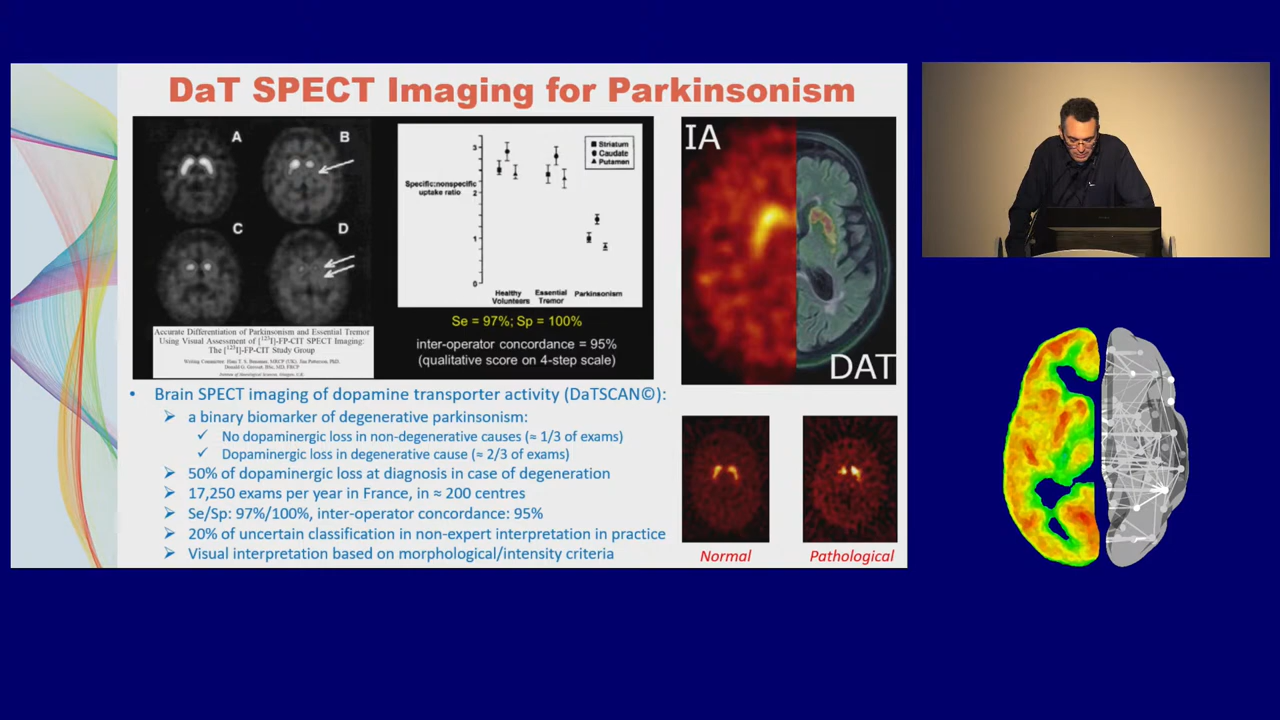 DaT SPECT Imaging for Parkinsonism
A
B
C
D
Accurate Differentiation of Parkinsonism and Essential Tremor
Using Visual Assessment of [123I]-FP-CIT SPECT Imaging:
The [123I]-FP-CIT Study Group
3
2
1
0
Specific:nonspecific
uptake ratio
Striatum
Caudate
Putamen
Healthy
Volunteers
Essential
Tremor
Parkinsonism
Se = 97%; Sp = 100%
inter-operator concordance = 95%
(qualitative score on 4-step scale)
IA
DAT
• Brain SPECT imaging of dopamine transporter activity (DaTSCAN©):
➢ a binary biomarker of degenerative parkinsonism:
✓ No dopaminergic loss in non-degenerative causes (≈ 1/3 of exams)
✓ Dopaminergic loss in degenerative cause (≈ 2/3 of exams)
➢ 50% of dopaminergic loss at diagnosis in case of degeneration
➢ 17,250 exams per year in France, in ≈ 200 centres
➢ Se/Sp: 97%/100%, inter-operator concordance: 95%
➢ 20% of uncertain classification in non-expert interpretation in practice
➢ Visual interpretation based on morphological/intensity criteria
Normal
Pathological